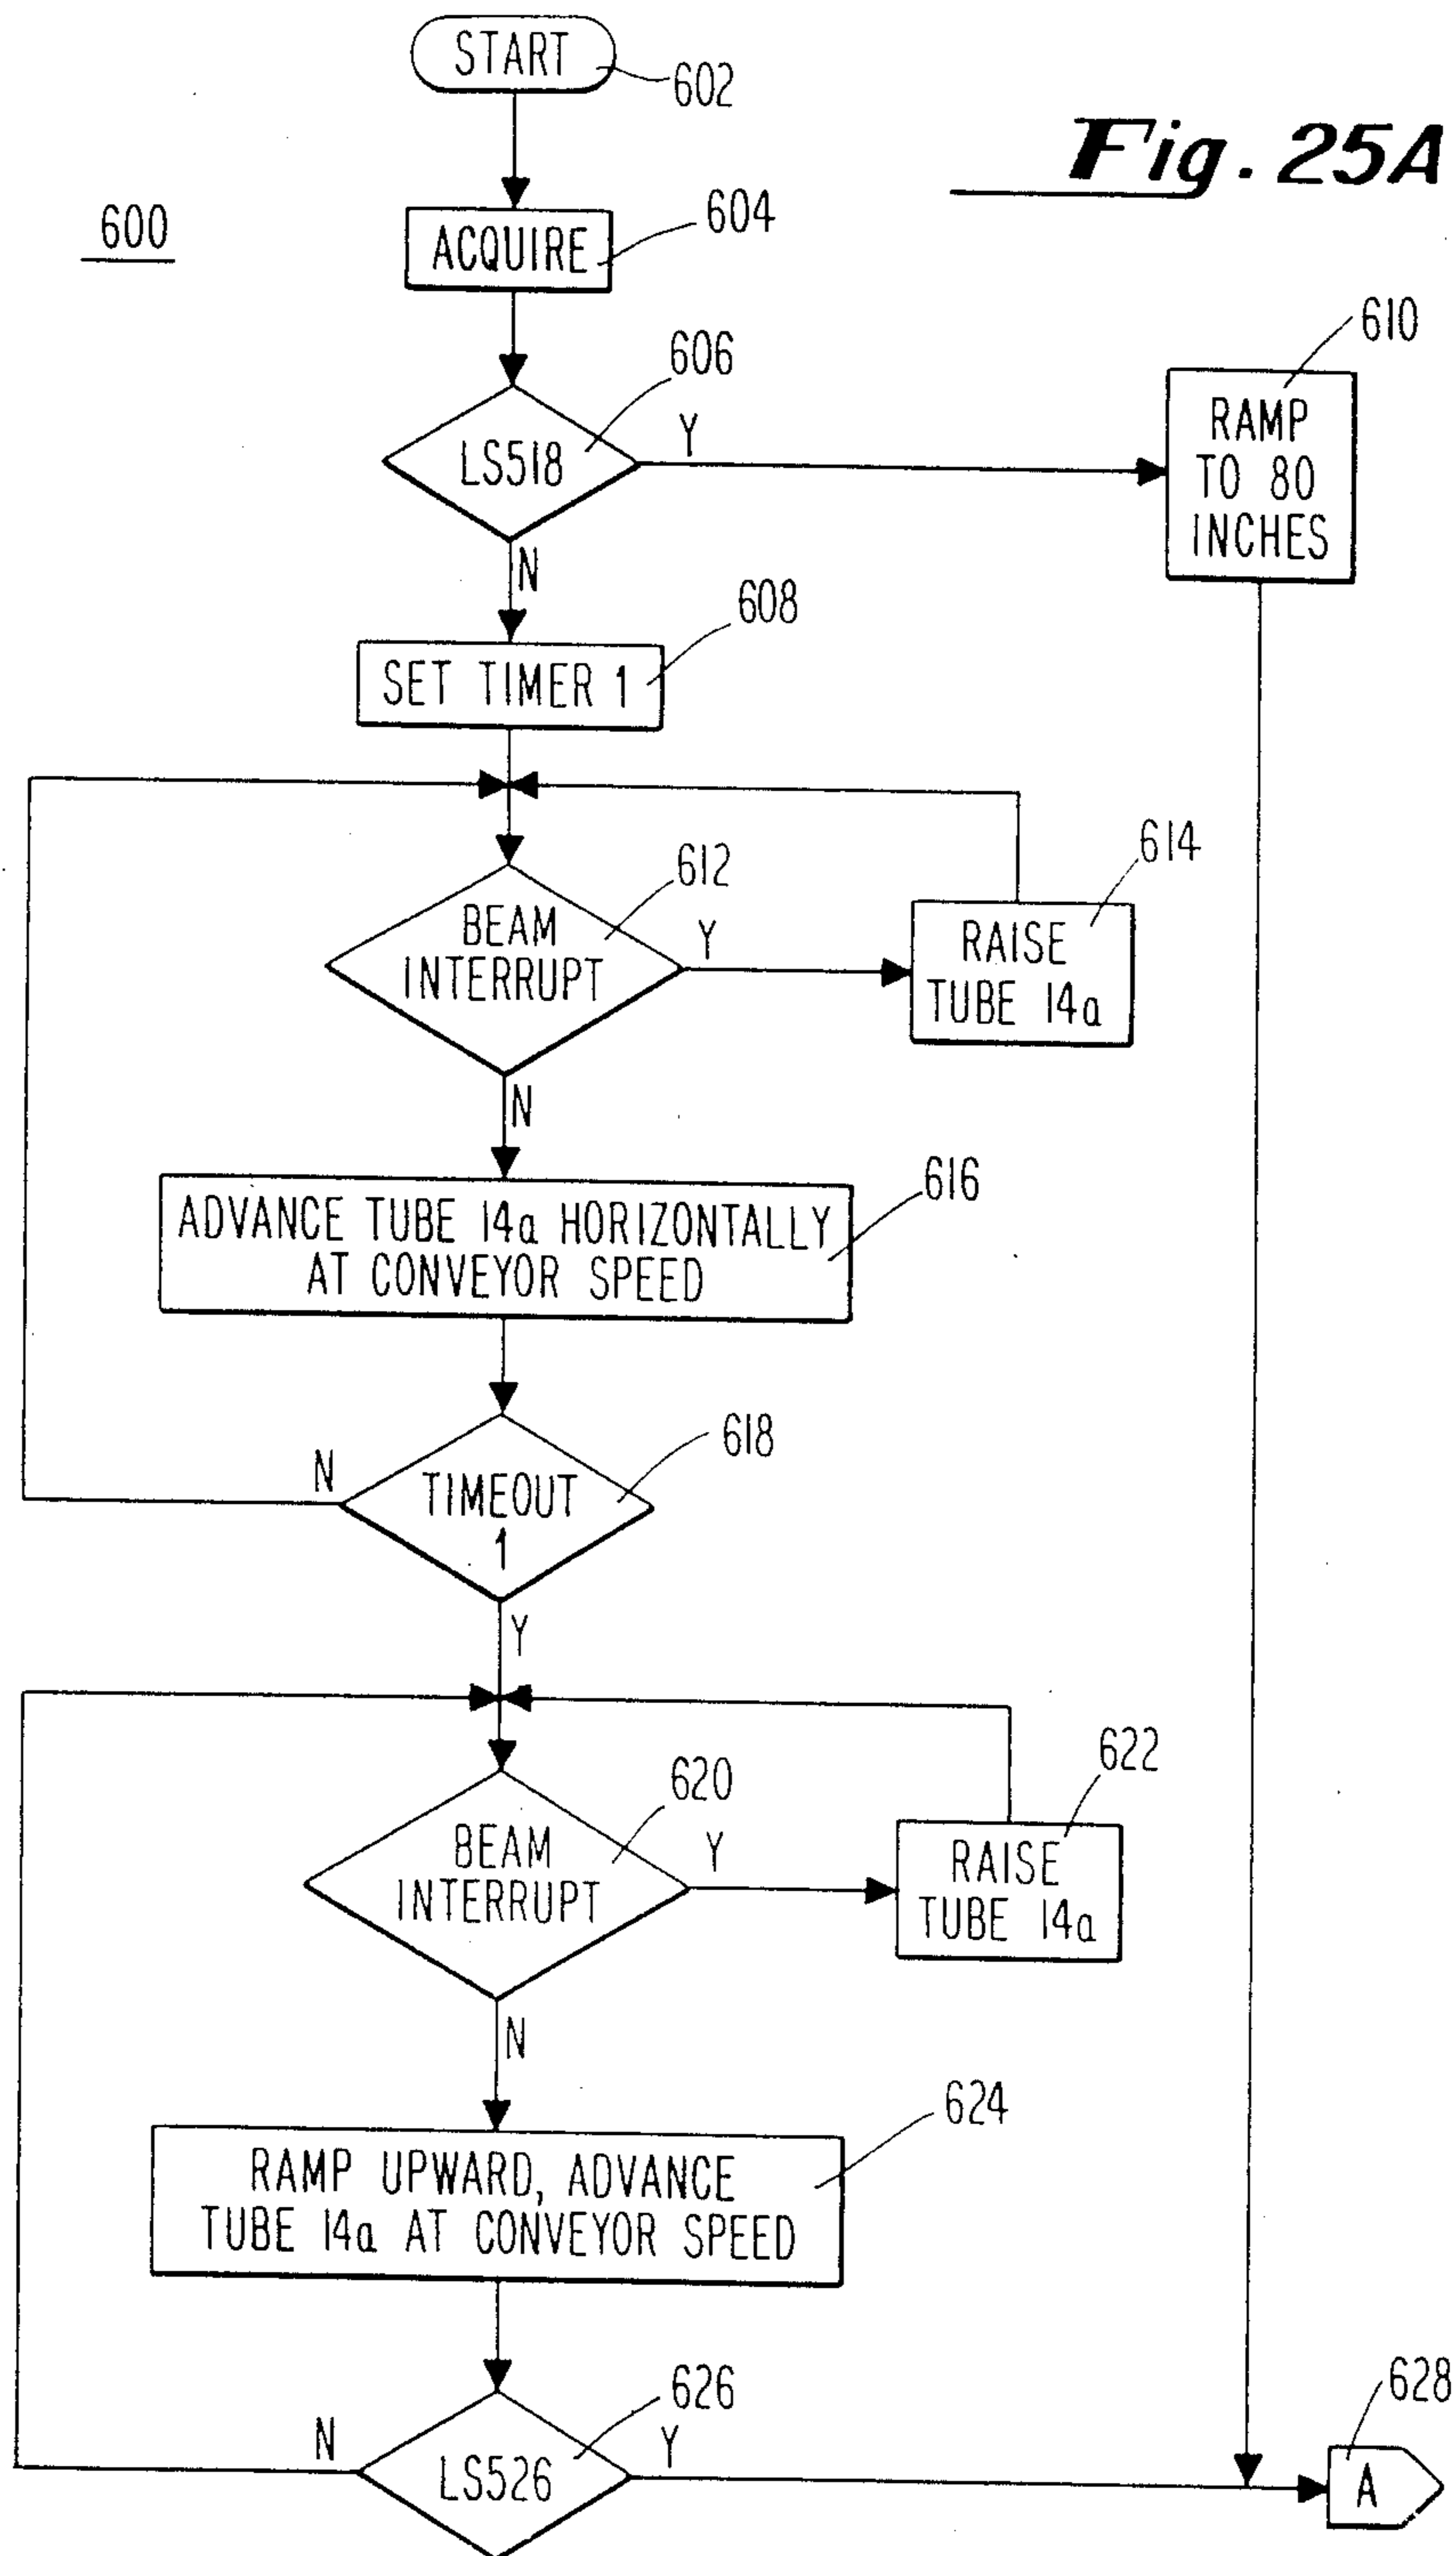 START
602
Fig. 25A
600
604
ACQUIRE
606
610
LS518
Y
RAMP
TO 80
INCHES
N
608
SET TIMER 1
612
614
BEAM
INTERRUPT
Y
RAISE
TUBE 14a
N
616
ADVANCE TUBE 14a HORIZONTALLY
AT CONVEYOR SPEED
618
N
TIMEOUT
1
Y
620
622
BEAM
INTERRUPT
Y
RAISE
TUBE 14a
N
624
RAMP UPWARD, ADVANCE
TUBE 14a AT CONVEYOR SPEED
626
628
N
LS526
Y
A